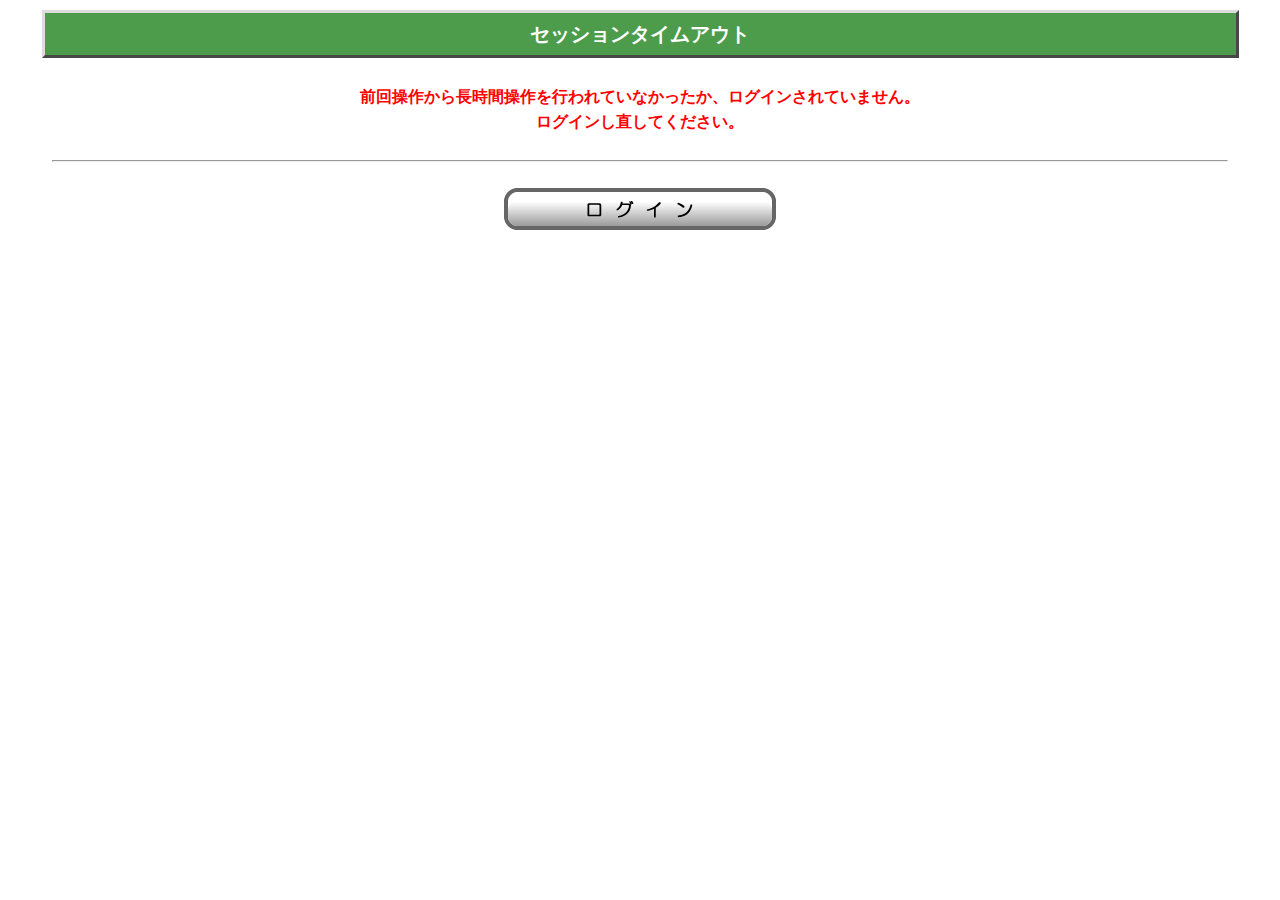 セッションタイムアウト
前回操作から長時間操作を行われていなかったか、ログインされていません。
ログインし直してください。
ログイン